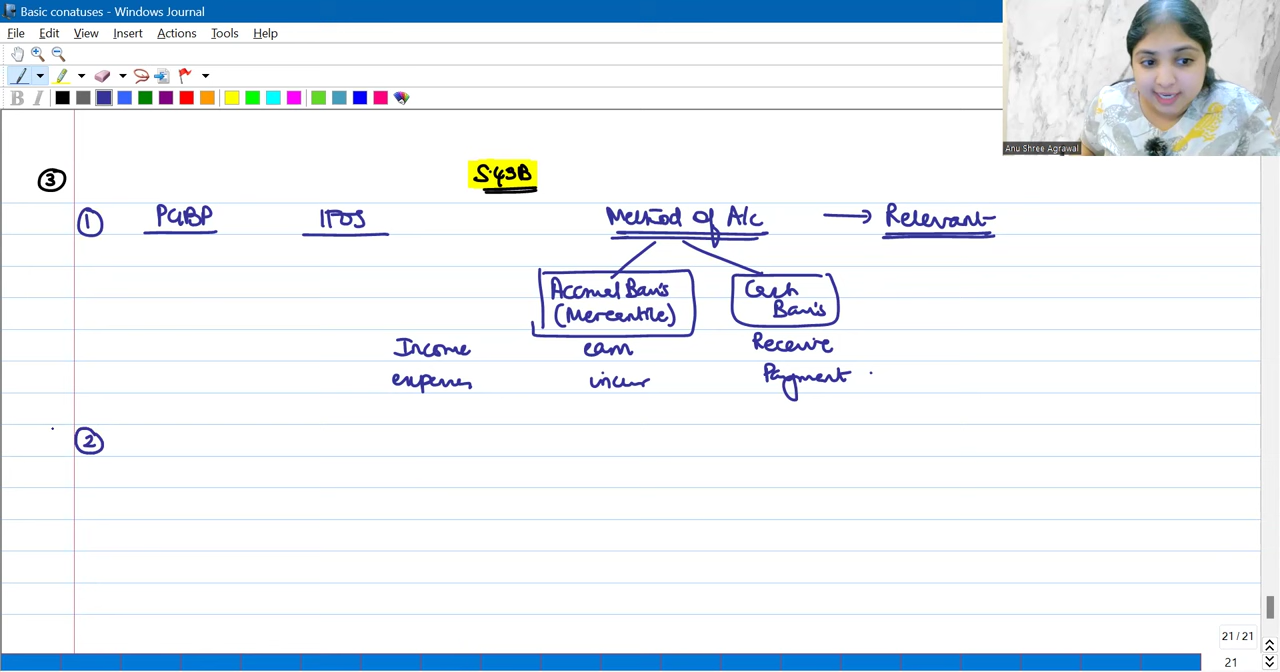 Basic conatuses - Windows Journal
File Edit View Insert Actions Tools Help
B I
Anu Shree Agrawal
③ S.43B
① PGBP IFOS Method of A/c → Relevant
Accrual Basis Cash
(Mercantile) Basis
Income earn Receive
expenses incur Payment
②
21 / 21
21